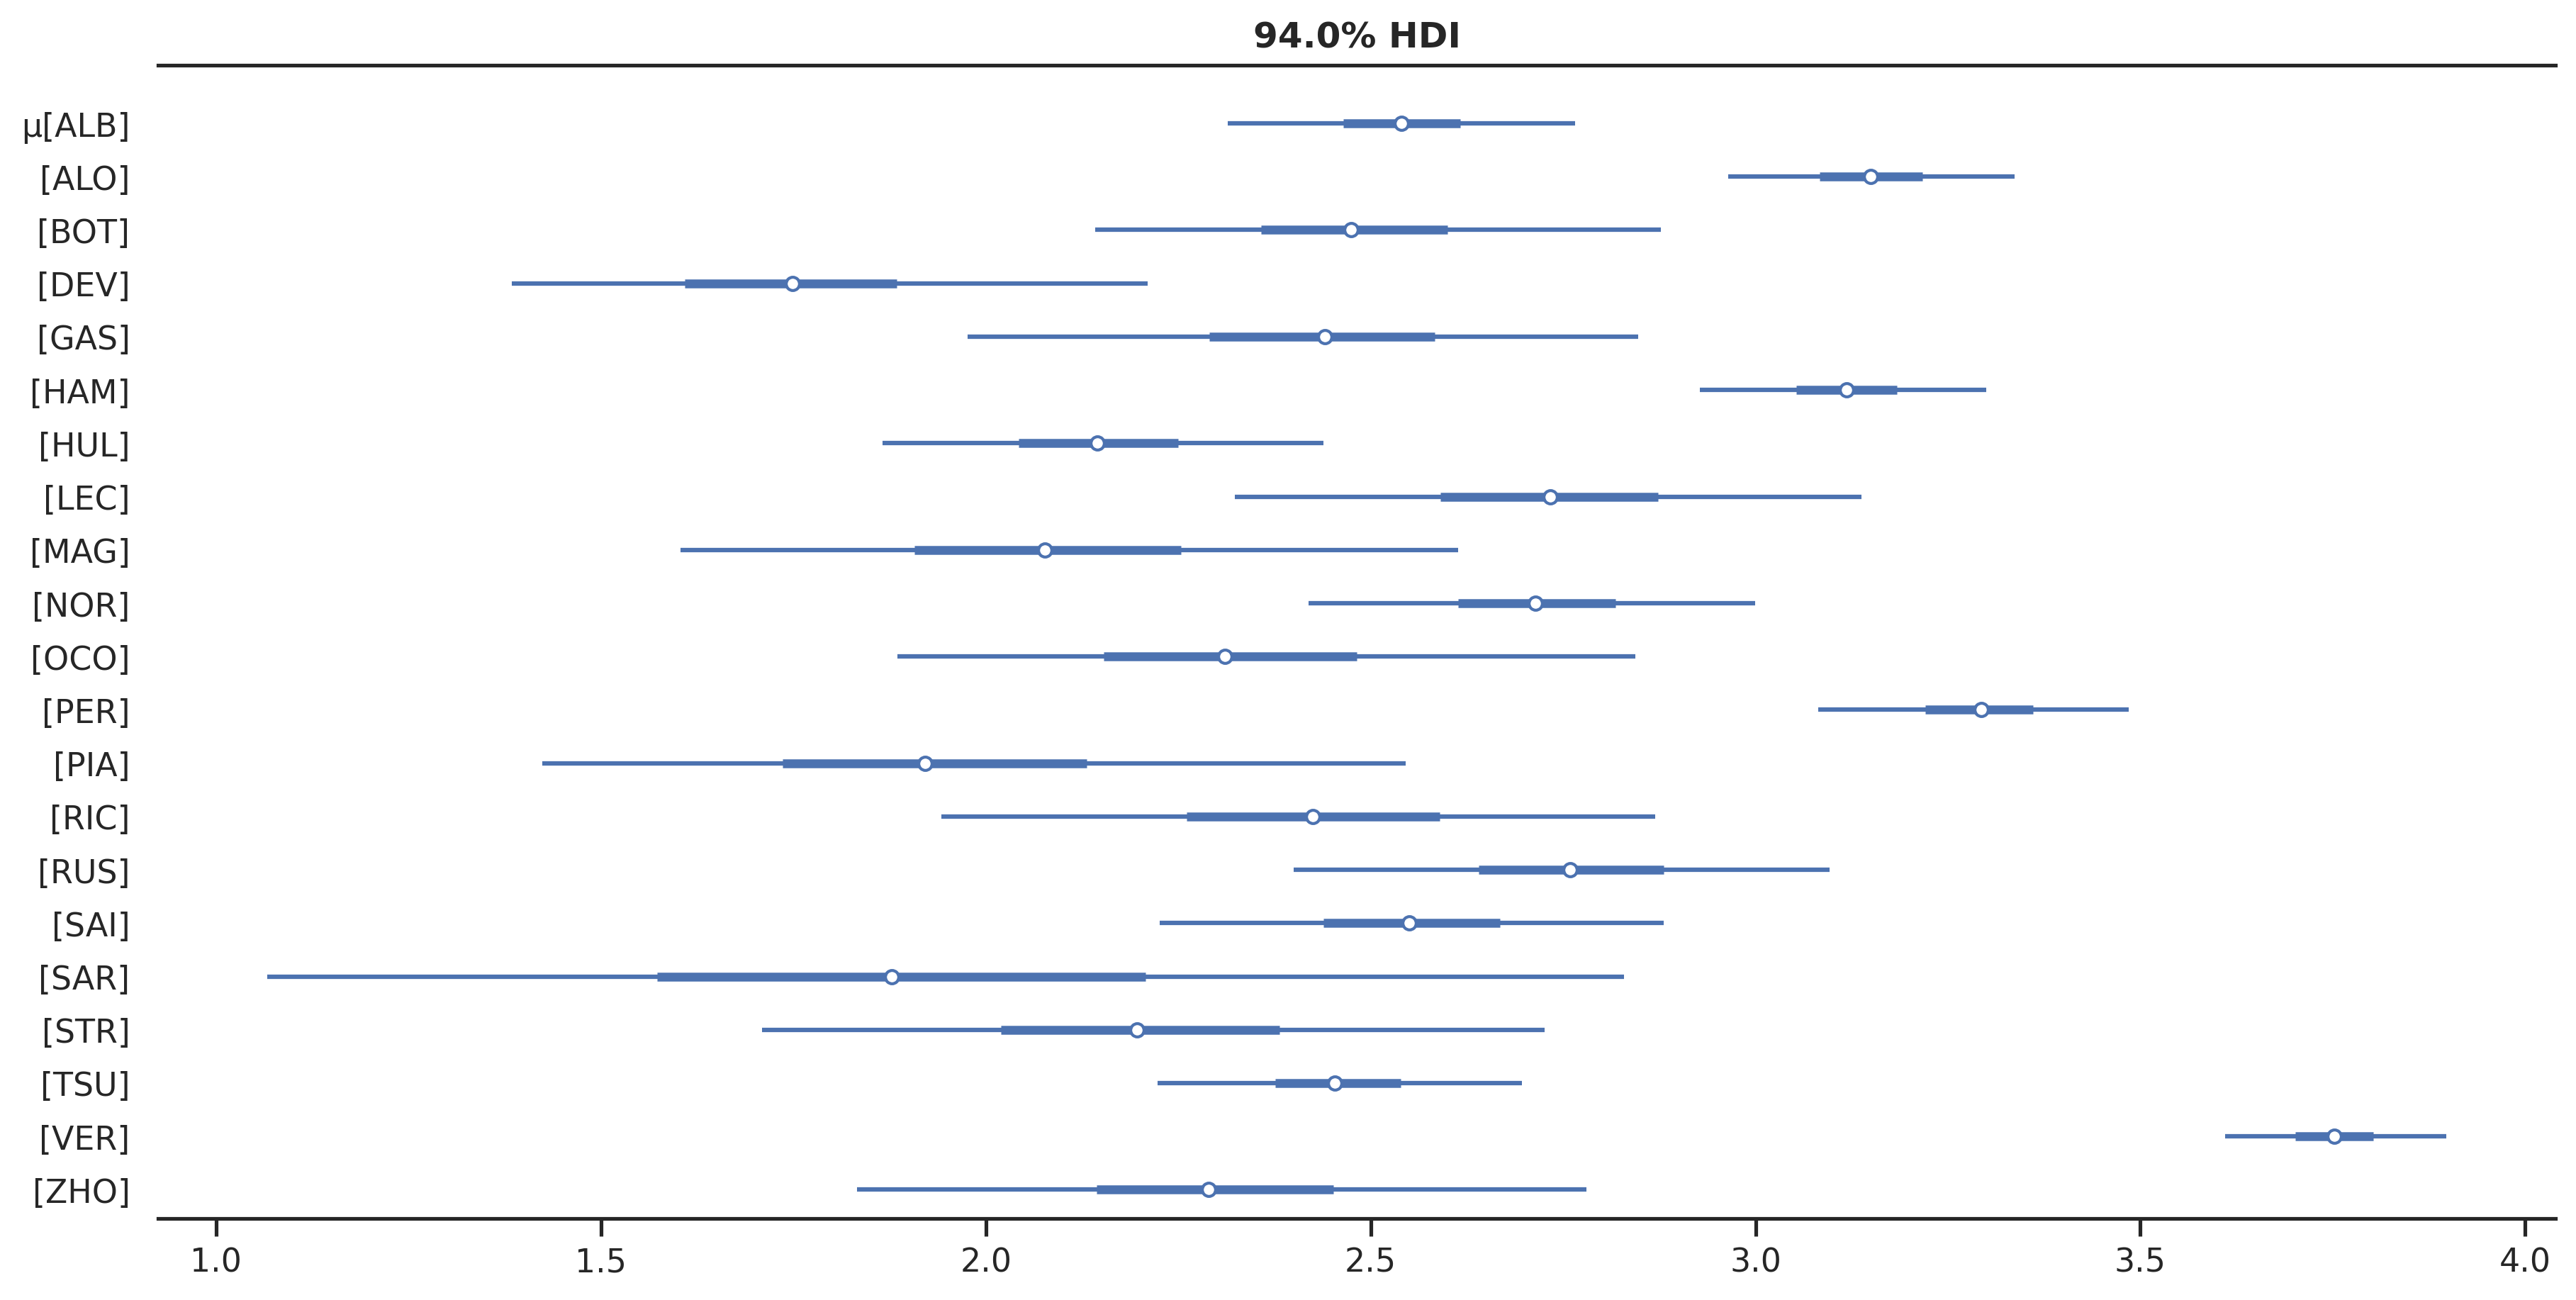 94.0% HDI
µ[ALB]
[ALO]
[BOT]
[DEV]
[GAS]
[HAM]
[HUL]
[LEC]
[MAG]
[NOR]
[OCO]
[PER]
[PIA]
[RIC]
[RUS]
[SAI]
[SAR]
[STR]
[TSU]
[VER]
[ZHO]
1.0 1.5 2.0 2.5 3.0 3.5 4.0